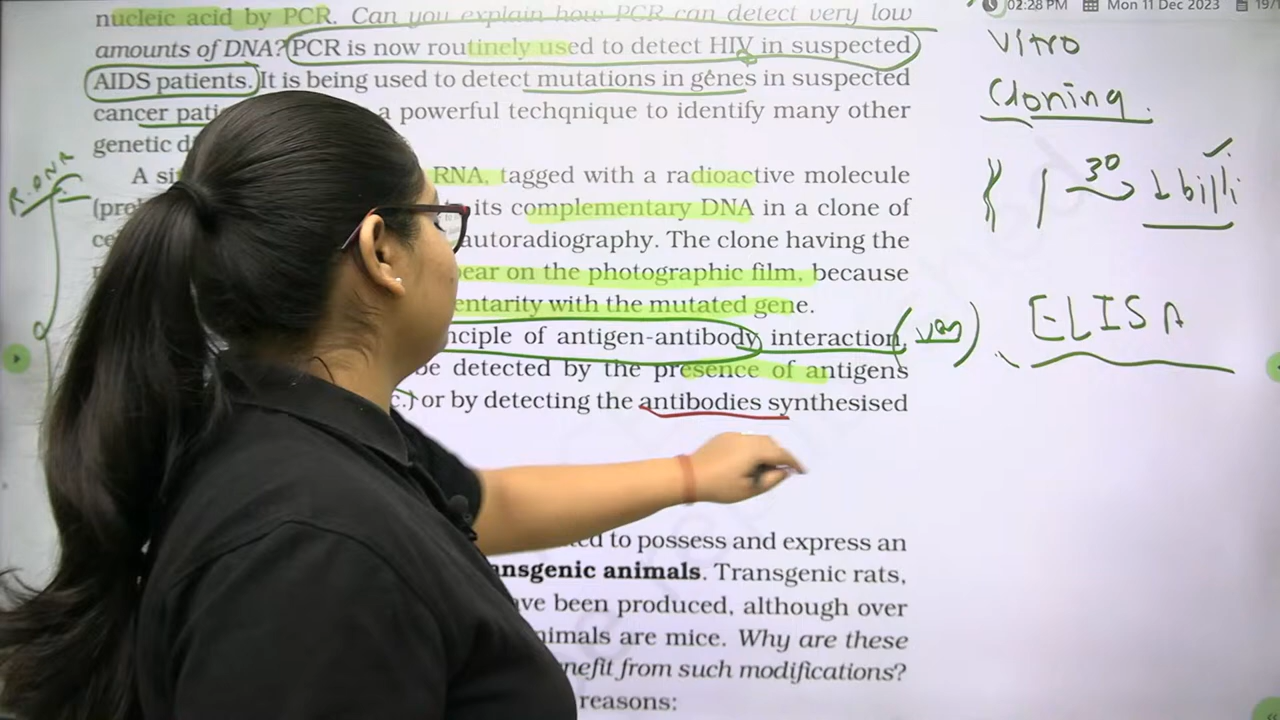 nucleic acid by PCR. Can you explain how PCR can detect very low
amounts of DNA? PCR is now routinely used to detect HIV in suspected
AIDS patients. It is being used to detect mutations in genes in suspected
cancer pati a powerful techqnique to identify many other
genetic d
A si RNA, tagged with a radioactive molecule
its complementary DNA in a clone of
autoradiography. The clone having the
ear on the photographic film, because
entarity with the mutated gene.
nciple of antigen-antibody interaction.
be detected by the presence of antigens
c.) or by detecting the antibodies synthesised
ed to possess and express an
ansgenic animals. Transgenic rats,
ve been produced, although over
nimals are mice. Why are these
nefit from such modifications?
reasons:
02:28 PM Mon 11 Dec 2023 19/1
Vitro
Cloning.
30 1 billi
ELISA
R.DNA